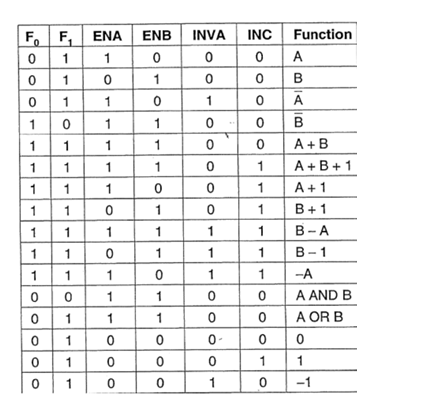 F₀ F₁ ENA ENB INVA INC Function
0 1 1 0 0 0 A
0 1 0 1 0 0 B
0 1 1 0 1 0 A̅
1 0 1 1 0 0 B̅
1 1 1 1 0 0 A + B
1 1 1 1 0 1 A + B + 1
1 1 1 0 0 1 A + 1
1 1 0 1 0 1 B + 1
1 1 1 1 1 1 B – A
1 1 0 1 1 1 B – 1
1 1 1 0 1 1 –A
0 0 1 1 0 0 A AND B
0 1 1 1 0 0 A OR B
0 1 0 0 0 0 0
0 1 0 0 0 1 1
0 1 0 0 1 0 –1